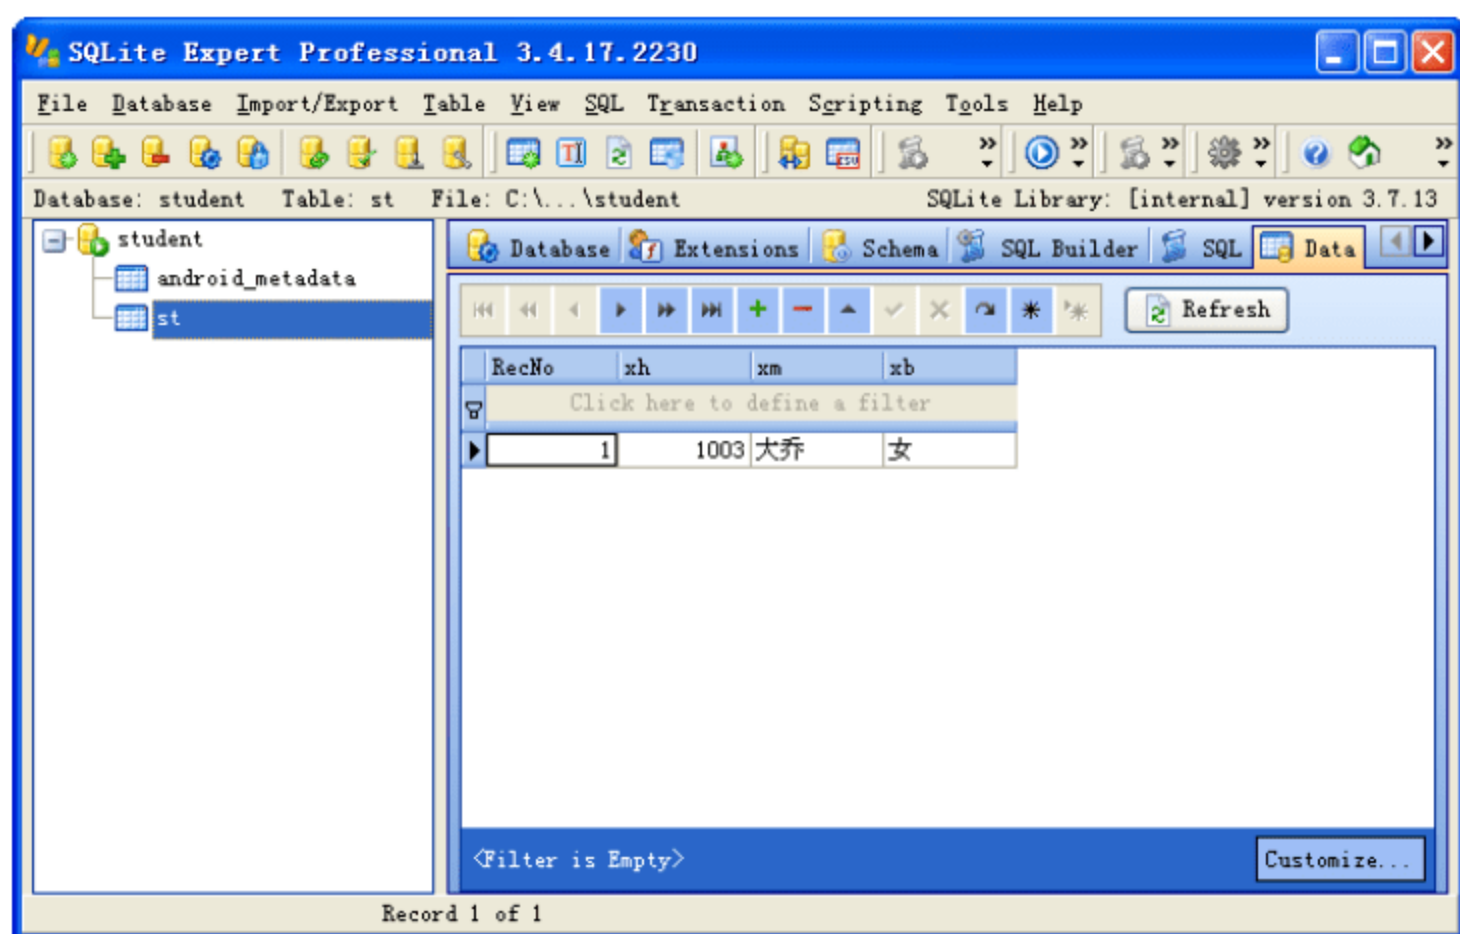 SQLite Expert Professional 3.4.17.2230
File Database Import/Export Table View SQL Transaction Scripting Tools Help
Database: student Table: st File: C:\...\student SQLite Library: [internal] version 3.7.13
student
android_metadata
st
Database Extensions Schema SQL Builder SQL Data
Refresh
RecNo xh xm xb
Click here to define a filter
1 1003 大乔 女
<Filter is Empty> Customize...
Record 1 of 1